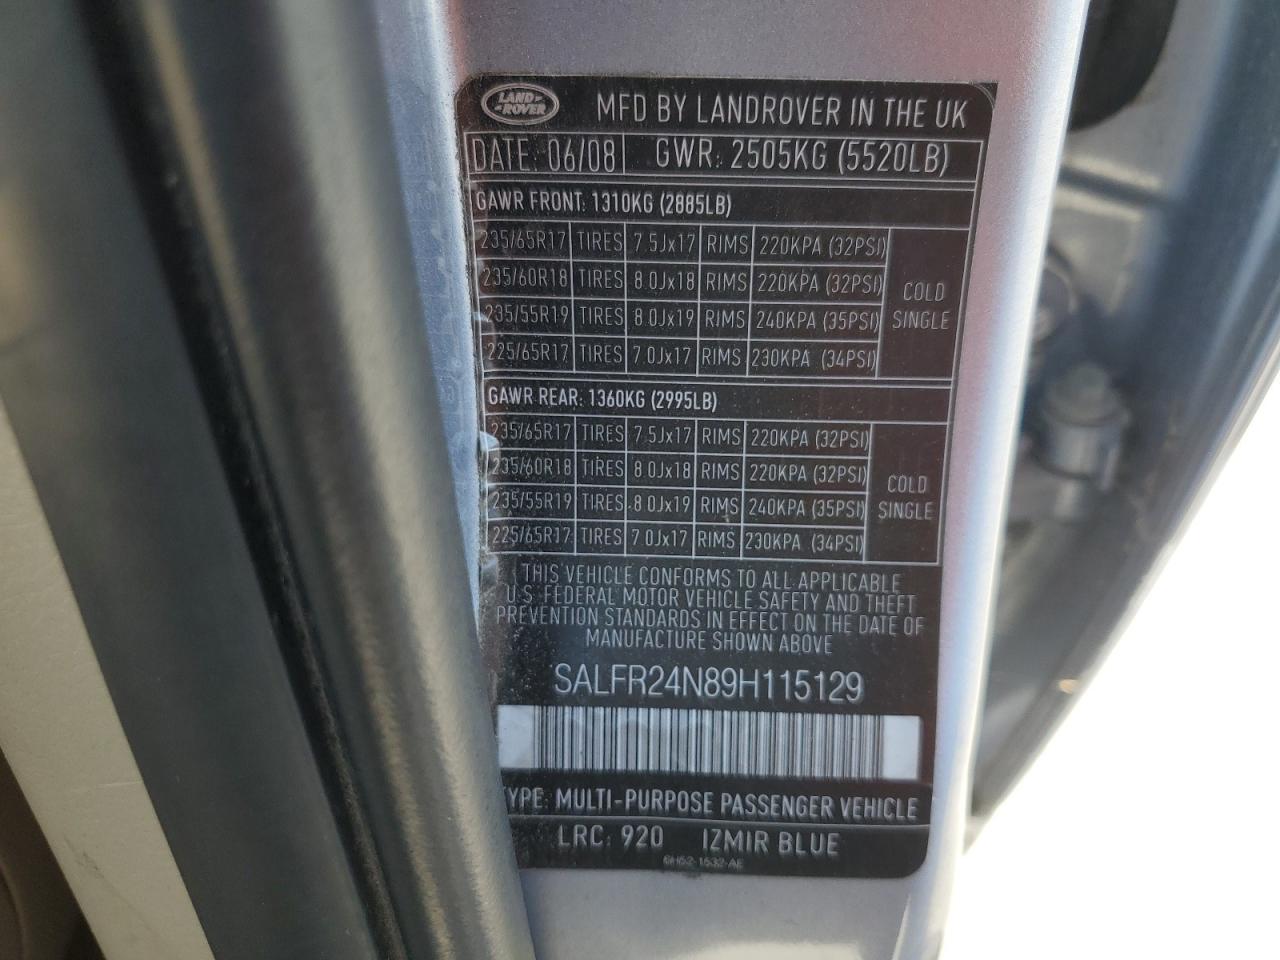 LAND ROVER
MFD BY LANDROVER IN THE UK
DATE: 06/08 GWR: 2505KG (5520LB)
GAWR FRONT: 1310KG (2885LB)
235/65R17 TIRES 7.5Jx17 RIMS 220KPA (32PSI)
235/60R18 TIRES 8.0Jx18 RIMS 220KPA (32PSI)
235/55R19 TIRES 8.0Jx19 RIMS 240KPA (35PSI)
225/65R17 TIRES 7.0Jx17 RIMS 230KPA (34PSI)
COLD
SINGLE
GAWR REAR: 1360KG (2995LB)
235/65R17 TIRES 7.5Jx17 RIMS 220KPA (32PSI)
235/60R18 TIRES 8.0Jx18 RIMS 220KPA (32PSI)
235/55R19 TIRES 8.0Jx19 RIMS 240KPA (35PSI)
225/65R17 TIRES 7.0Jx17 RIMS 230KPA (34PSI)
COLD
SINGLE
THIS VEHICLE CONFORMS TO ALL APPLICABLE
U.S. FEDERAL MOTOR VEHICLE SAFETY AND THEFT
PREVENTION STANDARDS IN EFFECT ON THE DATE OF
MANUFACTURE SHOWN ABOVE
SALFR24N89H115129
TYPE: MULTI-PURPOSE PASSENGER VEHICLE
LRC: 920 IZMIR BLUE
6H52-1532-AE